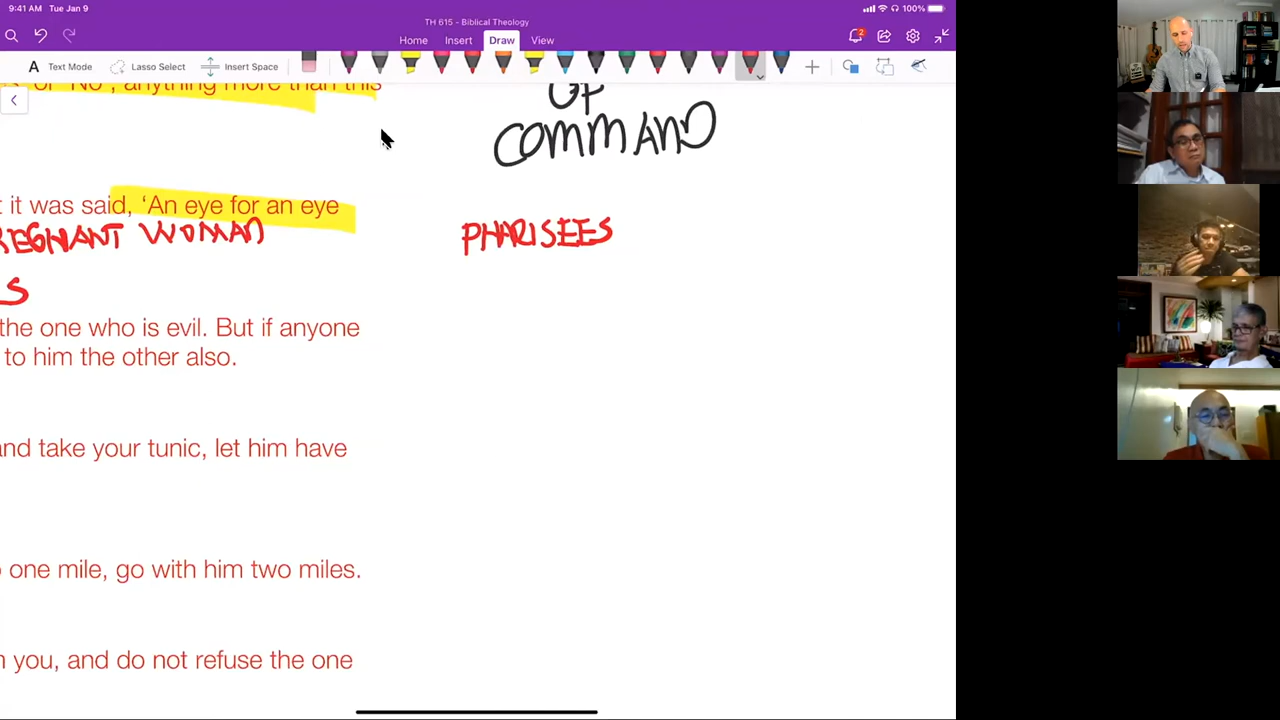 9:41 AM Tue Jan 9
100%
TH 615 - Biblical Theology
Home Insert Draw View
2
A Text Mode Lasso Select Insert Space
or "No"; anything more than this
OF
COMMAND
it was said, ‘An eye for an eye
REGNANT WOMAN
PHARISEES
S
the one who is evil. But if anyone
to him the other also.
and take your tunic, let him have
one mile, go with him two miles.
you, and do not refuse the one